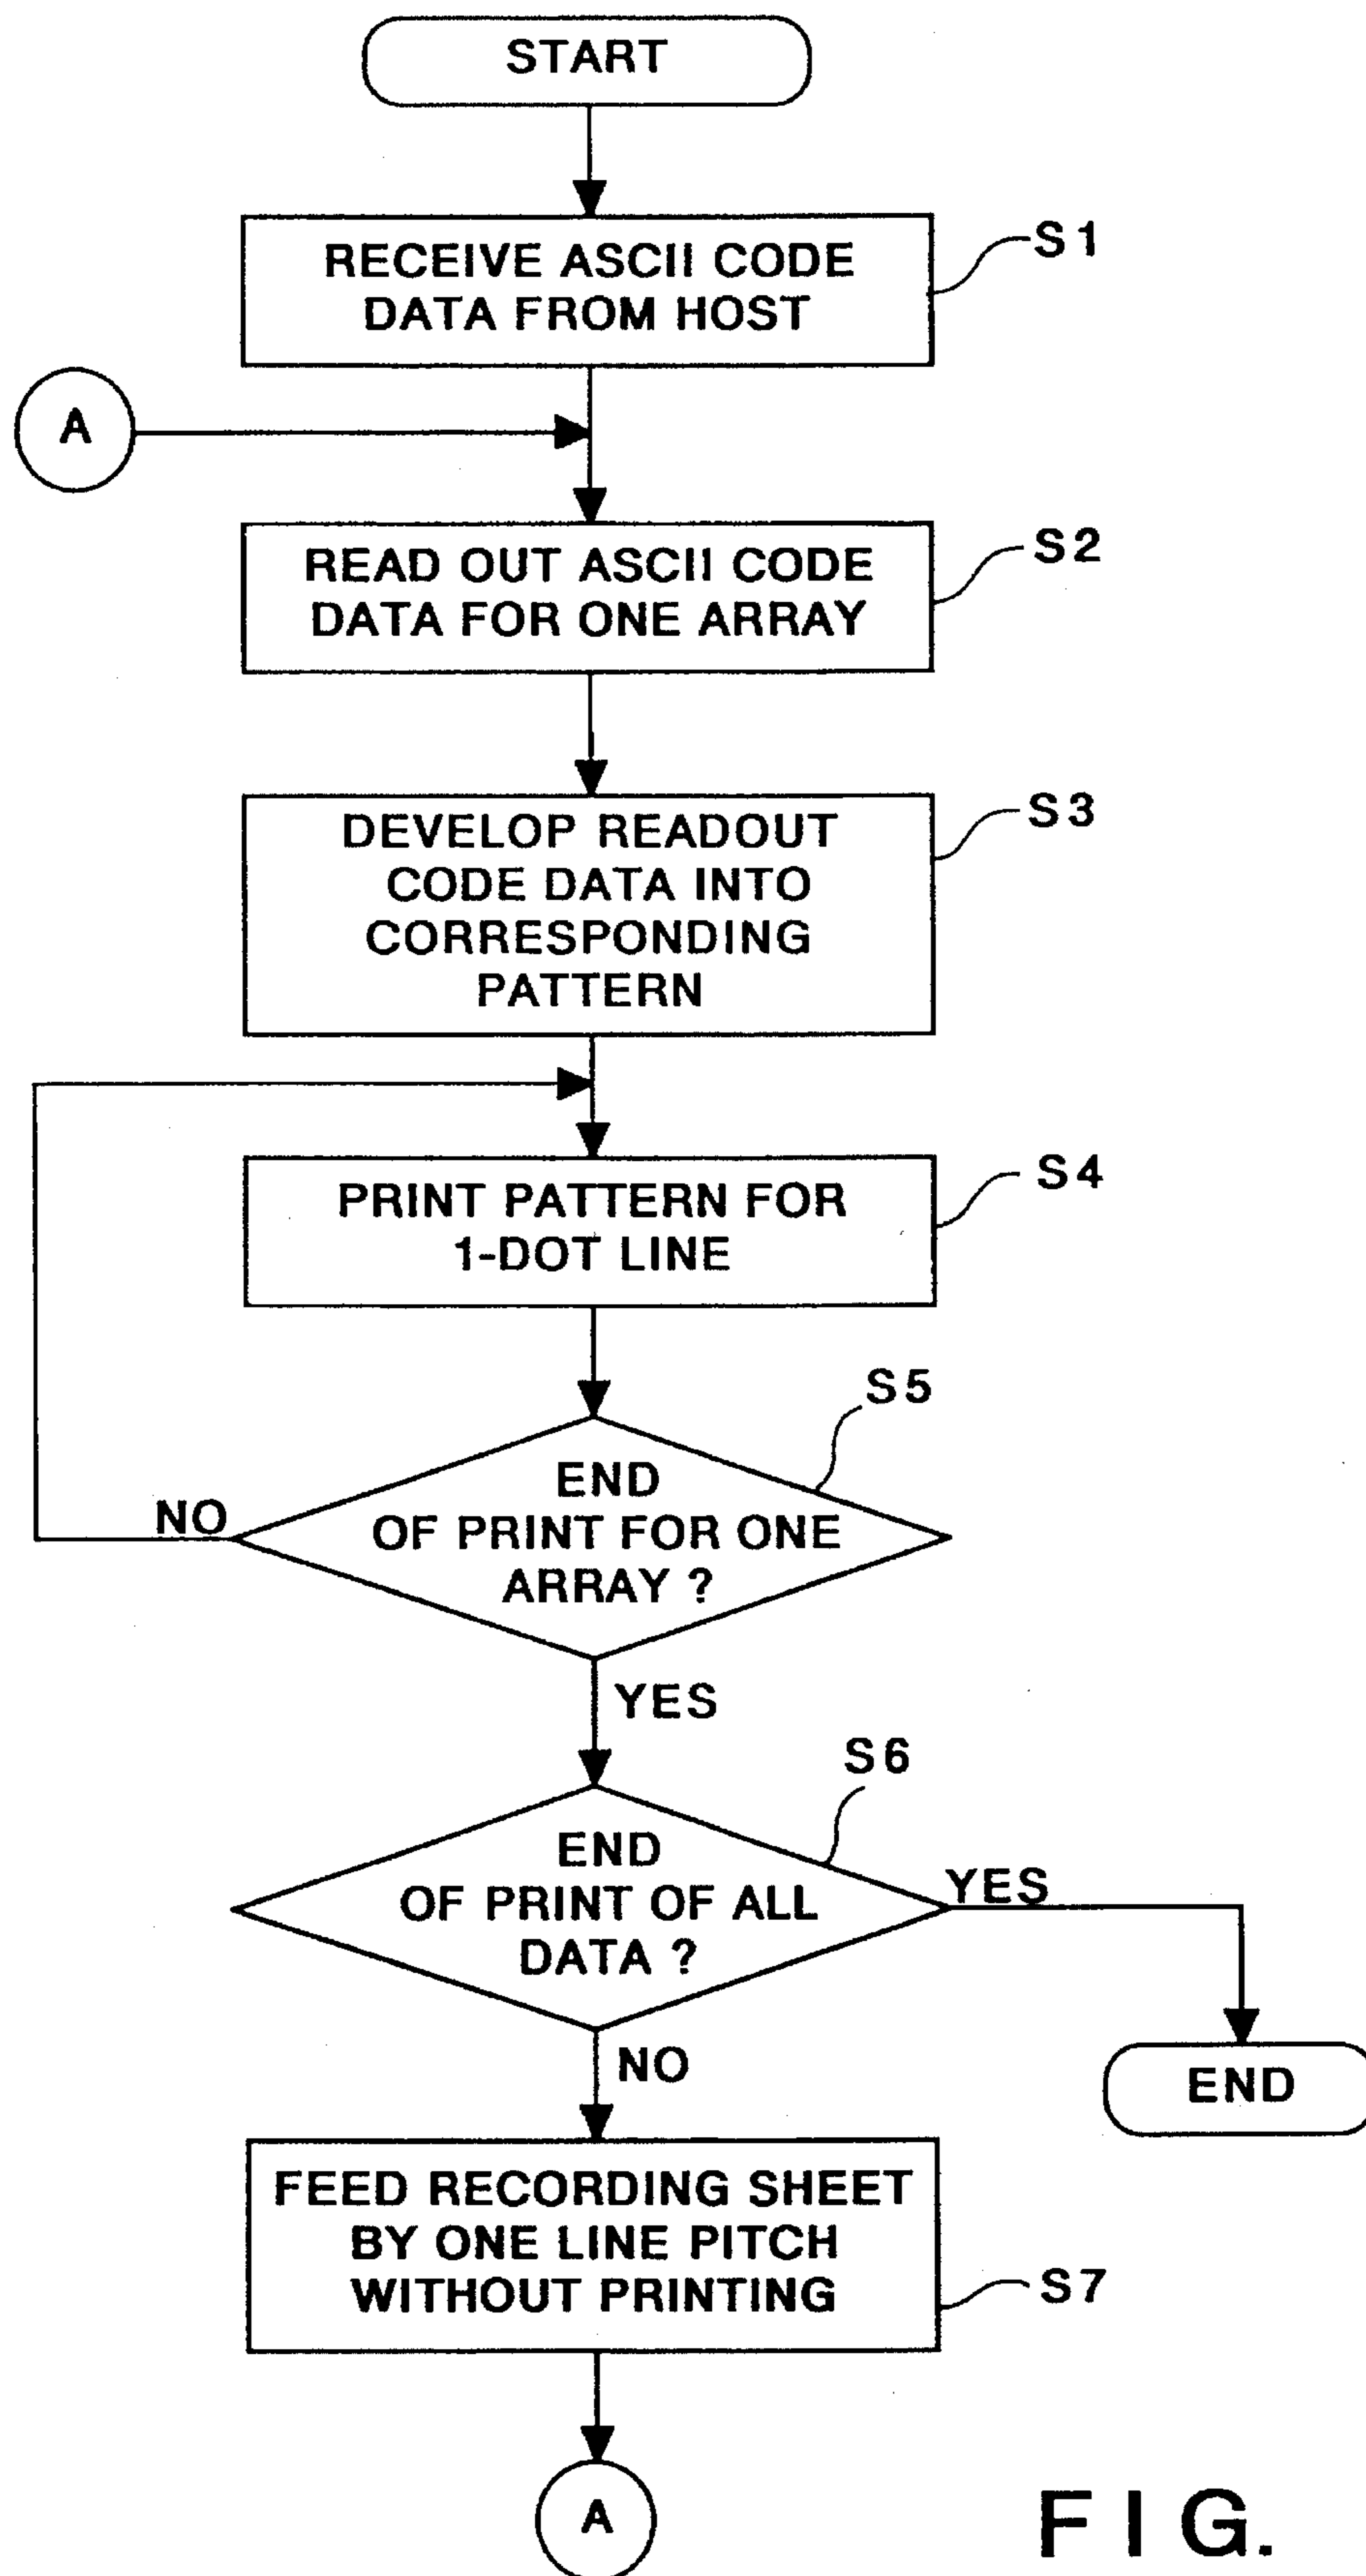 START
RECEIVE ASCII CODE
DATA FROM HOST
S1
A
READ OUT ASCII CODE
DATA FOR ONE ARRAY
S2
DEVELOP READOUT
CODE DATA INTO
CORRESPONDING
PATTERN
S3
PRINT PATTERN FOR
1-DOT LINE
S4
S5
END
OF PRINT FOR ONE
ARRAY ?
NO
YES
S6
END
OF PRINT OF ALL
DATA ?
YES
NO
END
FEED RECORDING SHEET
BY ONE LINE PITCH
WITHOUT PRINTING
S7
A
FIG.